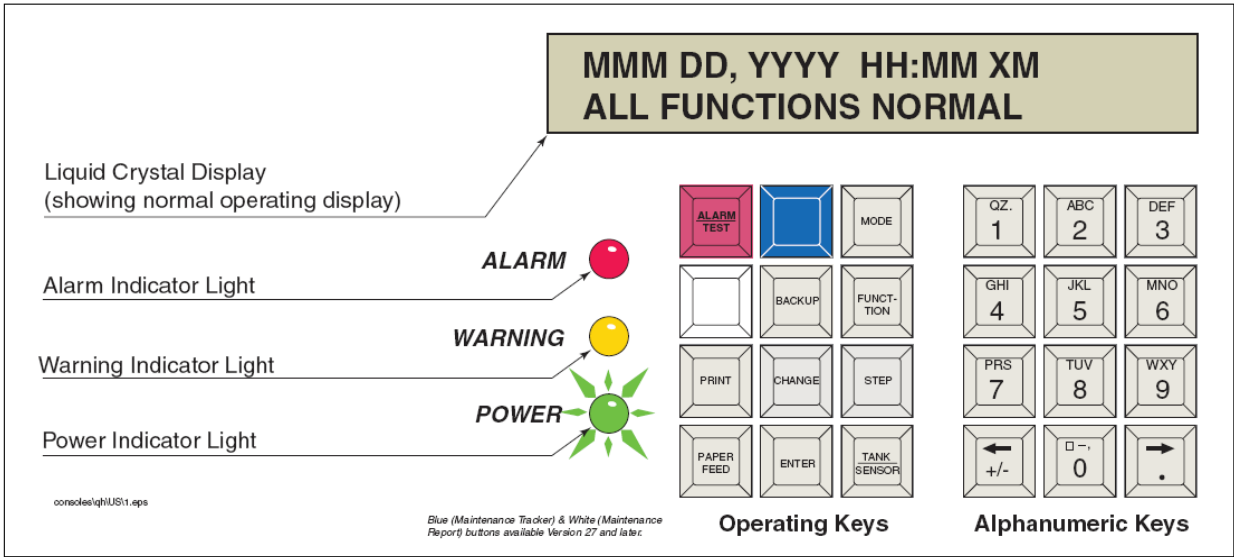 MMM DD, YYYY HH:MM XM
ALL FUNCTIONS NORMAL
Liquid Crystal Display
(showing normal operating display)
ALARM
Alarm Indicator Light
WARNING
Warning Indicator Light
POWER
Power Indicator Light
ALARM
TEST
MODE
BACKUP
FUNCT-
TION
PRINT
CHANGE
STEP
PAPER
FEED
ENTER
TANK
SENSOR
QZ.
1
ABC
2
DEF
3
GHI
4
JKL
5
MNO
6
PRS
7
TUV
8
WXY
9
←
+/-
□ –,
0
→
.
consoles\qh\US\1.eps
Blue (Maintenance Tracker) & White (Maintenance
Report) buttons available Version 27 and later.
Operating Keys
Alphanumeric Keys